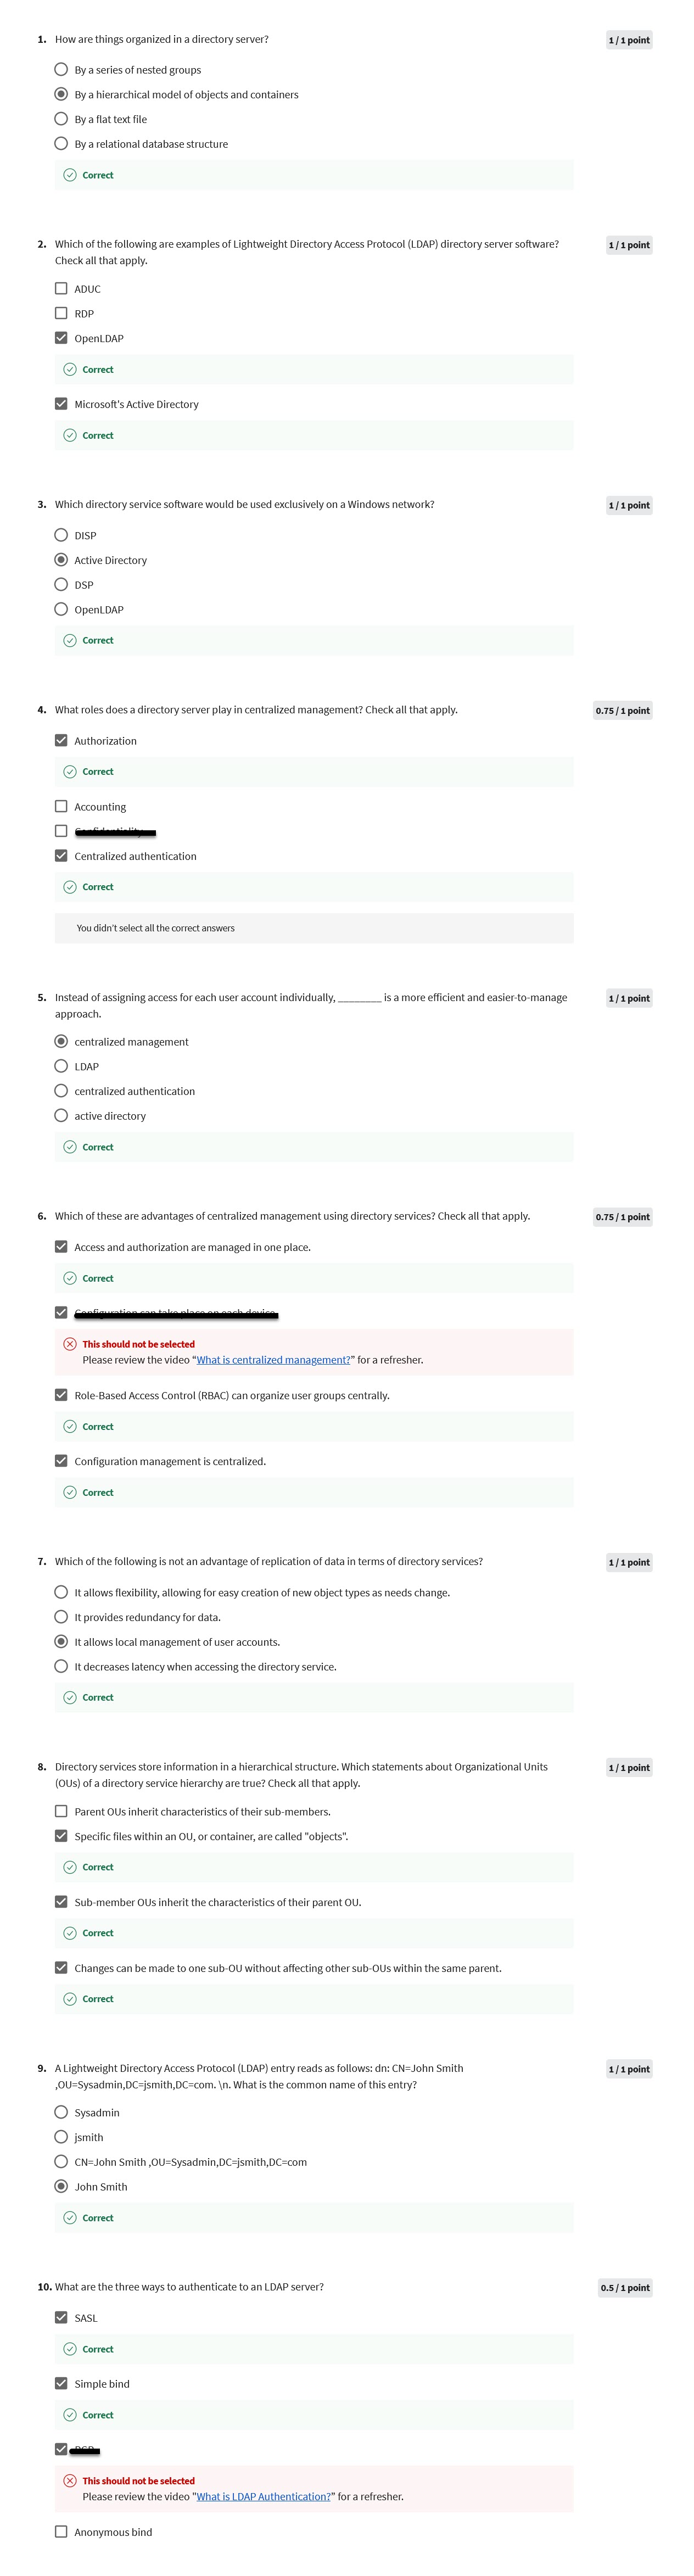 1. How are things organized in a directory server?
1 / 1 point
By a series of nested groups
By a hierarchical model of objects and containers
By a flat text file
By a relational database structure
Correct
2. Which of the following are examples of Lightweight Directory Access Protocol (LDAP) directory server software?
Check all that apply.
1 / 1 point
ADUC
RDP
OpenLDAP
Correct
Microsoft's Active Directory
Correct
3. Which directory service software would be used exclusively on a Windows network?
1 / 1 point
DISP
Active Directory
DSP
OpenLDAP
Correct
4. What roles does a directory server play in centralized management? Check all that apply.
0.75 / 1 point
Authorization
Correct
Accounting
Centralized authentication
Correct
You didn't select all the correct answers
5. Instead of assigning access for each user account individually, ________ is a more efficient and easier-to-manage
approach.
1 / 1 point
centralized management
LDAP
centralized authentication
active directory
Correct
6. Which of these are advantages of centralized management using directory services? Check all that apply.
0.75 / 1 point
Access and authorization are managed in one place.
Correct
Configuration can take place on each device.
This should not be selected
Please review the video “What is centralized management?” for a refresher.
Role-Based Access Control (RBAC) can organize user groups centrally.
Correct
Configuration management is centralized.
Correct
7. Which of the following is not an advantage of replication of data in terms of directory services?
1 / 1 point
It allows flexibility, allowing for easy creation of new object types as needs change.
It provides redundancy for data.
It allows local management of user accounts.
It decreases latency when accessing the directory service.
Correct
8. Directory services store information in a hierarchical structure. Which statements about Organizational Units
(OUs) of a directory service hierarchy are true? Check all that apply.
1 / 1 point
Parent OUs inherit characteristics of their sub-members.
Specific files within an OU, or container, are called "objects".
Correct
Sub-member OUs inherit the characteristics of their parent OU.
Correct
Changes can be made to one sub-OU without affecting other sub-OUs within the same parent.
Correct
9. A Lightweight Directory Access Protocol (LDAP) entry reads as follows: dn: CN=John Smith
,OU=Sysadmin,DC=jsmith,DC=com. \n. What is the common name of this entry?
1 / 1 point
Sysadmin
jsmith
CN=John Smith ,OU=Sysadmin,DC=jsmith,DC=com
John Smith
Correct
10. What are the three ways to authenticate to an LDAP server?
0.5 / 1 point
SASL
Correct
Simple bind
Correct
This should not be selected
Please review the video "What is LDAP Authentication?" for a refresher.
Anonymous bind